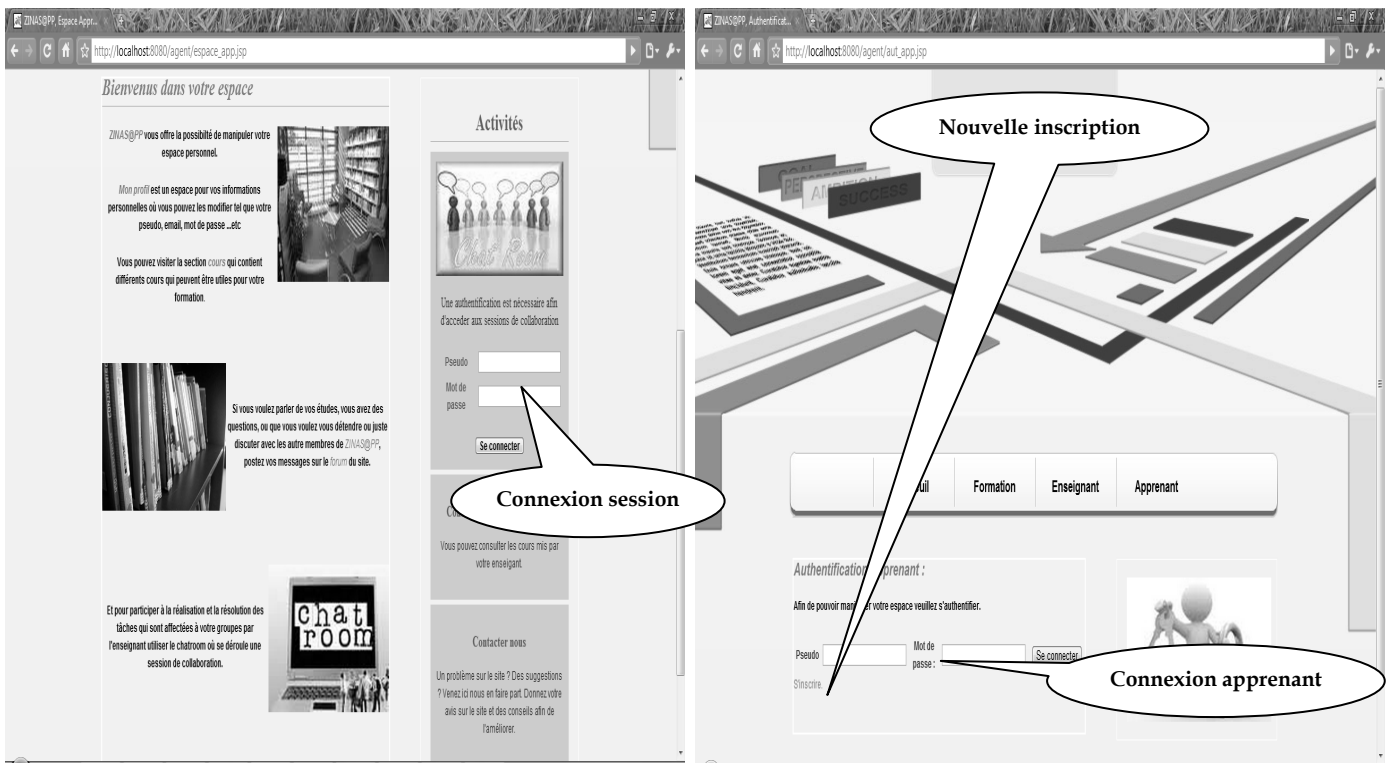 ZINAS@PP, Espace Appr...
http://localhost:8080/agent/espace_app.jsp
Bienvenus dans votre espace
ZINAS@PP vous offre la possibilté de manipuler votre
espace personnel.
Mon profil est un espace pour vos informations
personnelles où vous pouvez les modifier tel que votre
pseudo, email, mot de passe ...etc
Vous pouvez visiter la section cours qui contient
différents cours qui peuvent être utiles pour votre
formation.
Si vous voulez parler de vos études, vous avez des
questions, ou que vous voulez vous détendre ou juste
discuter avec les autre membres de ZINAS@PP,
postez vos messages sur le forum du site.
Et pour participer à la réalisation et la résolution des
tâches qui sont affectées à votre groupes par
l'enseignant utiliser le chatroom où se déroule une
session de collaboration.
chat
room
Activités
Chat Room
Une authentification est nécessaire afin
d'acceder aux sessions de collaboration
Pseudo
Mot de
passe
Se connecter
Connexion session
Vous pouvez consulter les cours mis par
votre enseigant.
Contacter nous
Un problème sur le site ? Des suggestions
? Venez ici nous en faire part. Donnez votre
avis sur le site et des conseils afin de
l'améliorer.
ZINAS@PP, Authentificat...
http://localhost:8080/agent/aut_app.jsp
Nouvelle inscription
GOAL
PERSPECTIVE
AMBITION
SUCCESS
Formation
Enseignant
Apprenant
Authentification prenant :
Afin de pouvoir man er votre espace veuillez s'authentifier.
Pseudo
Mot de
passe :
Se connecter
S'inscrire.
Connexion apprenant